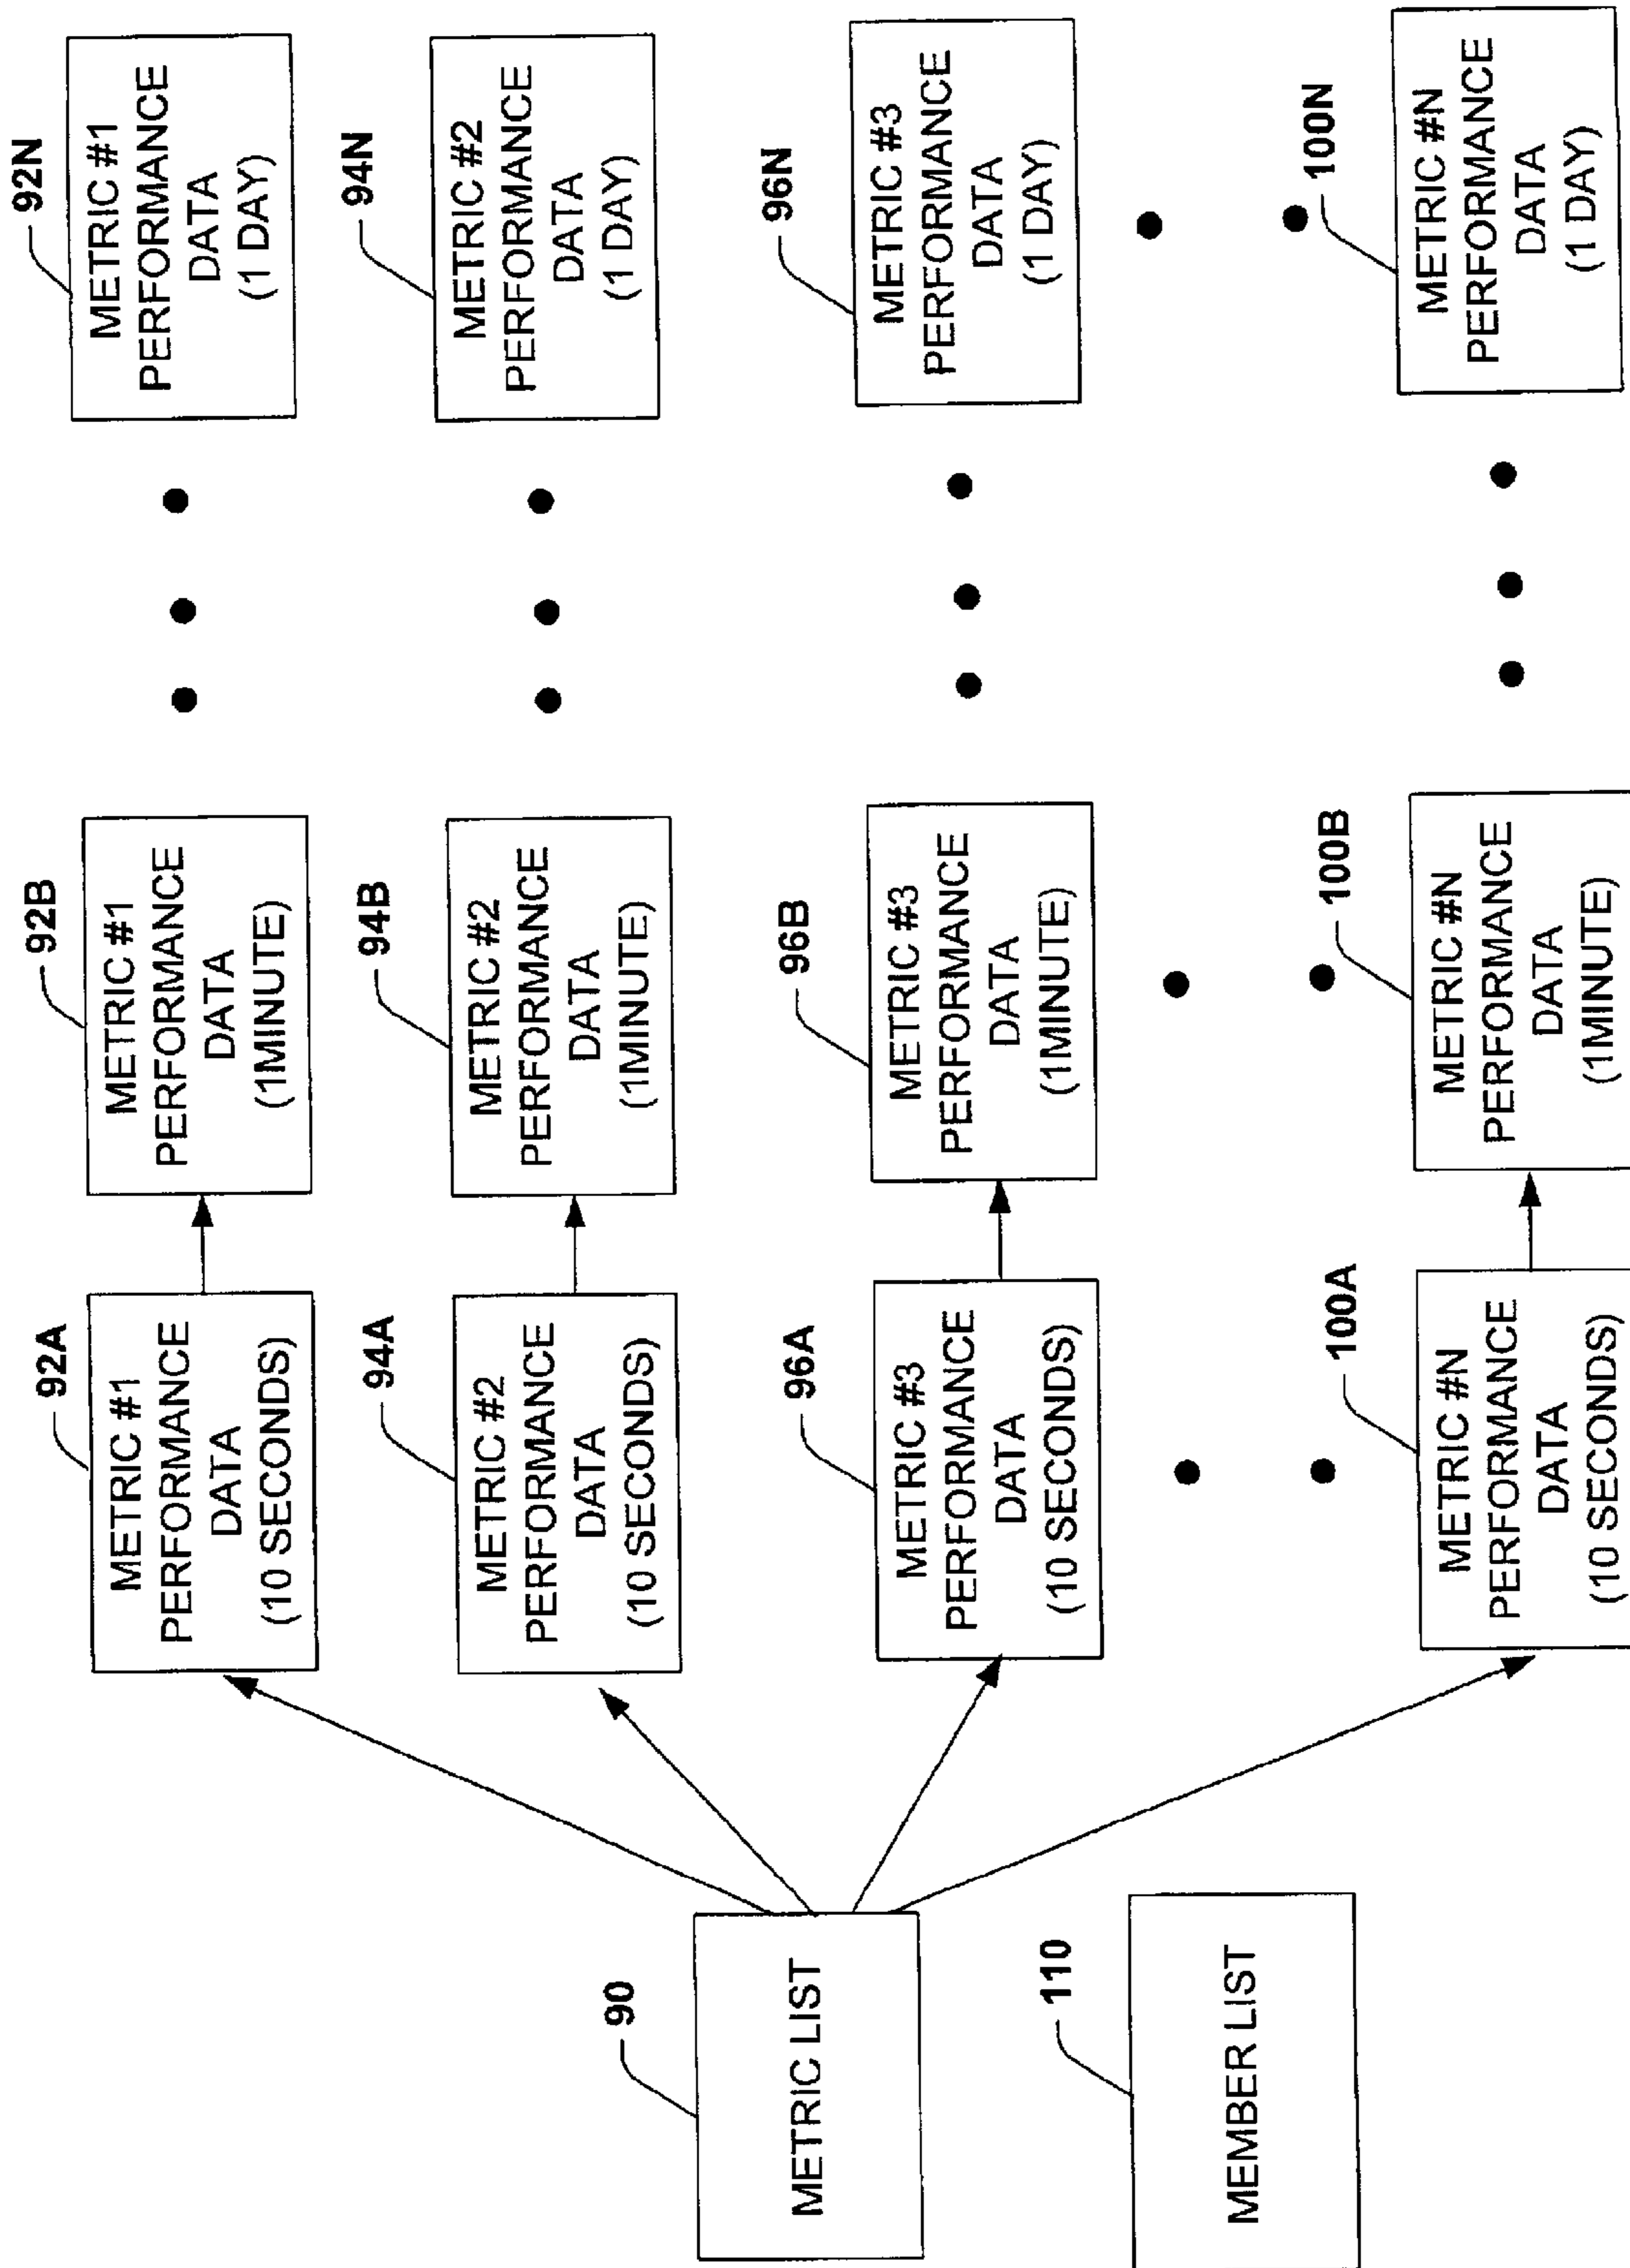 90
METRIC LIST
110
MEMBER LIST
92A
METRIC #1
PERFORMANCE
DATA
(10 SECONDS)
92B
METRIC #1
PERFORMANCE
DATA
(1MINUTE)
92N
METRIC #1
PERFORMANCE
DATA
(1 DAY)
94A
METRIC #2
PERFORMANCE
DATA
(10 SECONDS)
94B
METRIC #2
PERFORMANCE
DATA
(1MINUTE)
94N
METRIC #2
PERFORMANCE
DATA
(1 DAY)
96A
METRIC #3
PERFORMANCE
DATA
(10 SECONDS)
96B
METRIC #3
PERFORMANCE
DATA
(1MINUTE)
96N
METRIC #3
PERFORMANCE
DATA
(1 DAY)
100A
METRIC #N
PERFORMANCE
DATA
(10 SECONDS)
100B
METRIC #N
PERFORMANCE
DATA
(1MINUTE)
100N
METRIC #N
PERFORMANCE
DATA
(1 DAY)